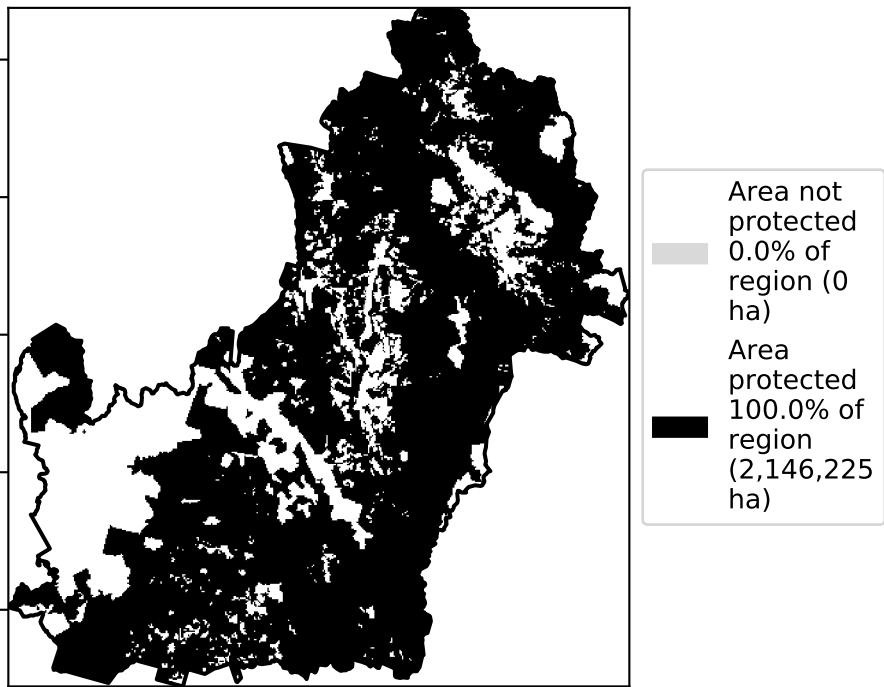 Area not
protected
0.0% of
region (0
ha)
Area
protected
100.0% of
region
(2,146,225
ha)